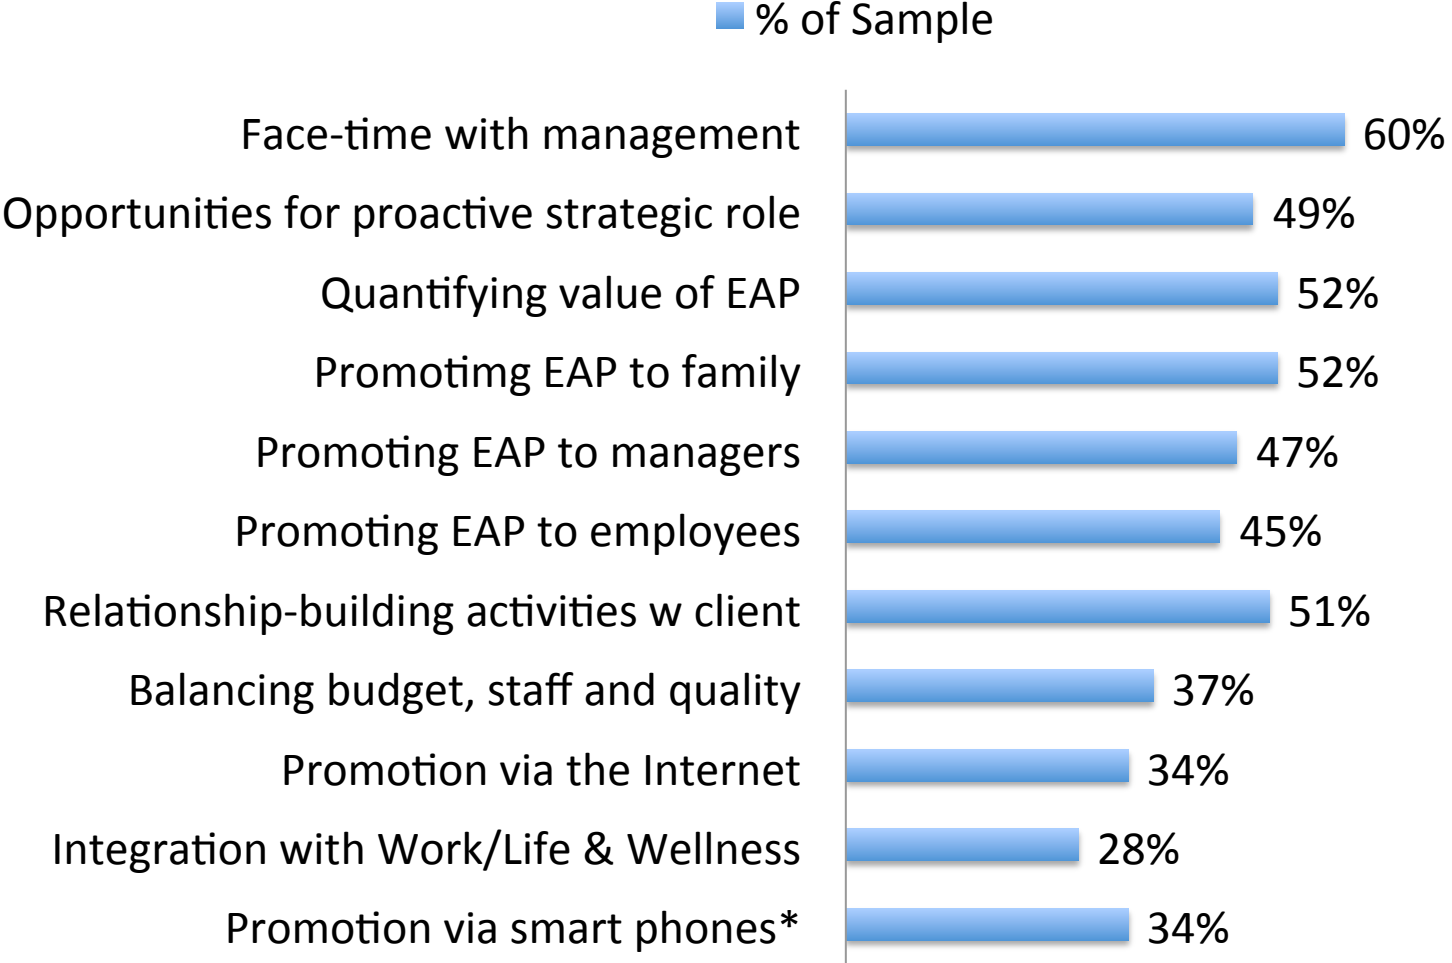 % of Sample
Face-time with management 60%
Opportunities for proactive strategic role 49%
Quantifying value of EAP 52%
Promotimg EAP to family 52%
Promoting EAP to managers 47%
Promoting EAP to employees 45%
Relationship-building activities w client 51%
Balancing budget, staff and quality 37%
Promotion via the Internet 34%
Integration with Work/Life & Wellness 28%
Promotion via smart phones* 34%